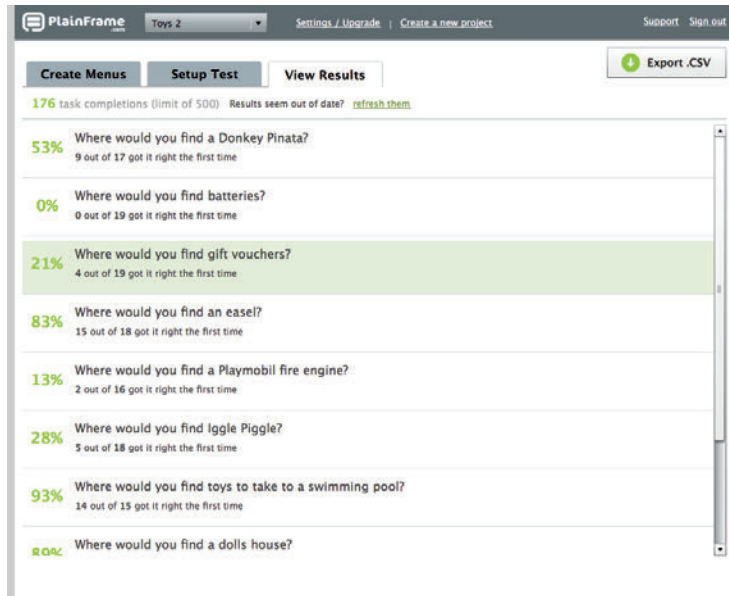 PlainFrame
.com
Toys 2
Settings / Upgrade | Create a new project
Support Sign out
Create Menus
Setup Test
View Results
Export .CSV
176 task completions (limit of 500) Results seem out of date? refresh them
53%
Where would you find a Donkey Pinata?
9 out of 17 got it right the first time
0%
Where would you find batteries?
0 out of 19 got it right the first time
21%
Where would you find gift vouchers?
4 out of 19 got it right the first time
83%
Where would you find an easel?
15 out of 18 got it right the first time
13%
Where would you find a Playmobil fire engine?
2 out of 16 got it right the first time
28%
Where would you find Iggle Piggle?
5 out of 18 got it right the first time
93%
Where would you find toys to take to a swimming pool?
14 out of 15 got it right the first time
Where would you find a dolls house?